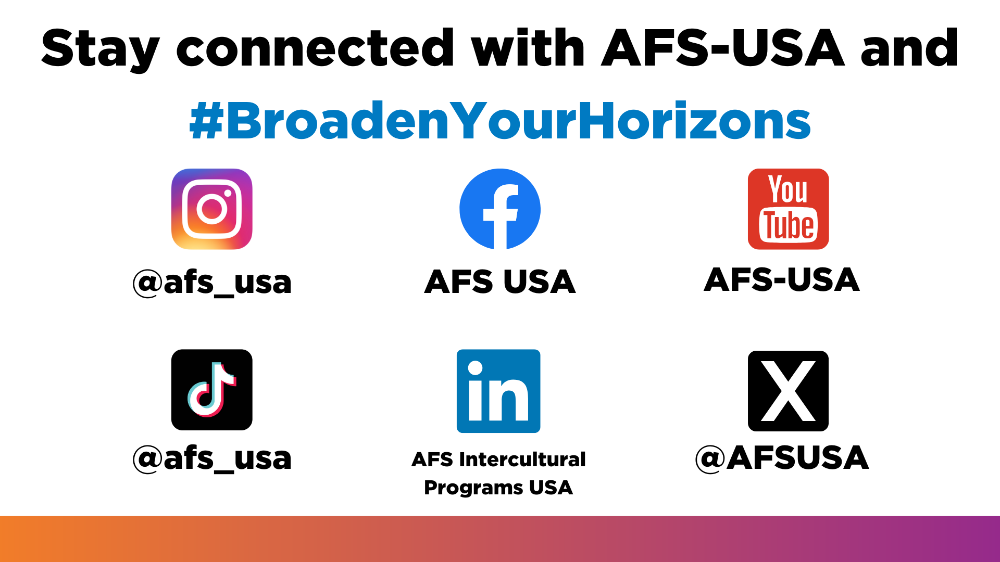 Stay connected with AFS-USA and
#BroadenYourHorizons
You
Tube
@afs_usa
AFS USA
AFS-USA
in
X
@afs_usa
AFS Intercultural
Programs USA
@AFSUSA